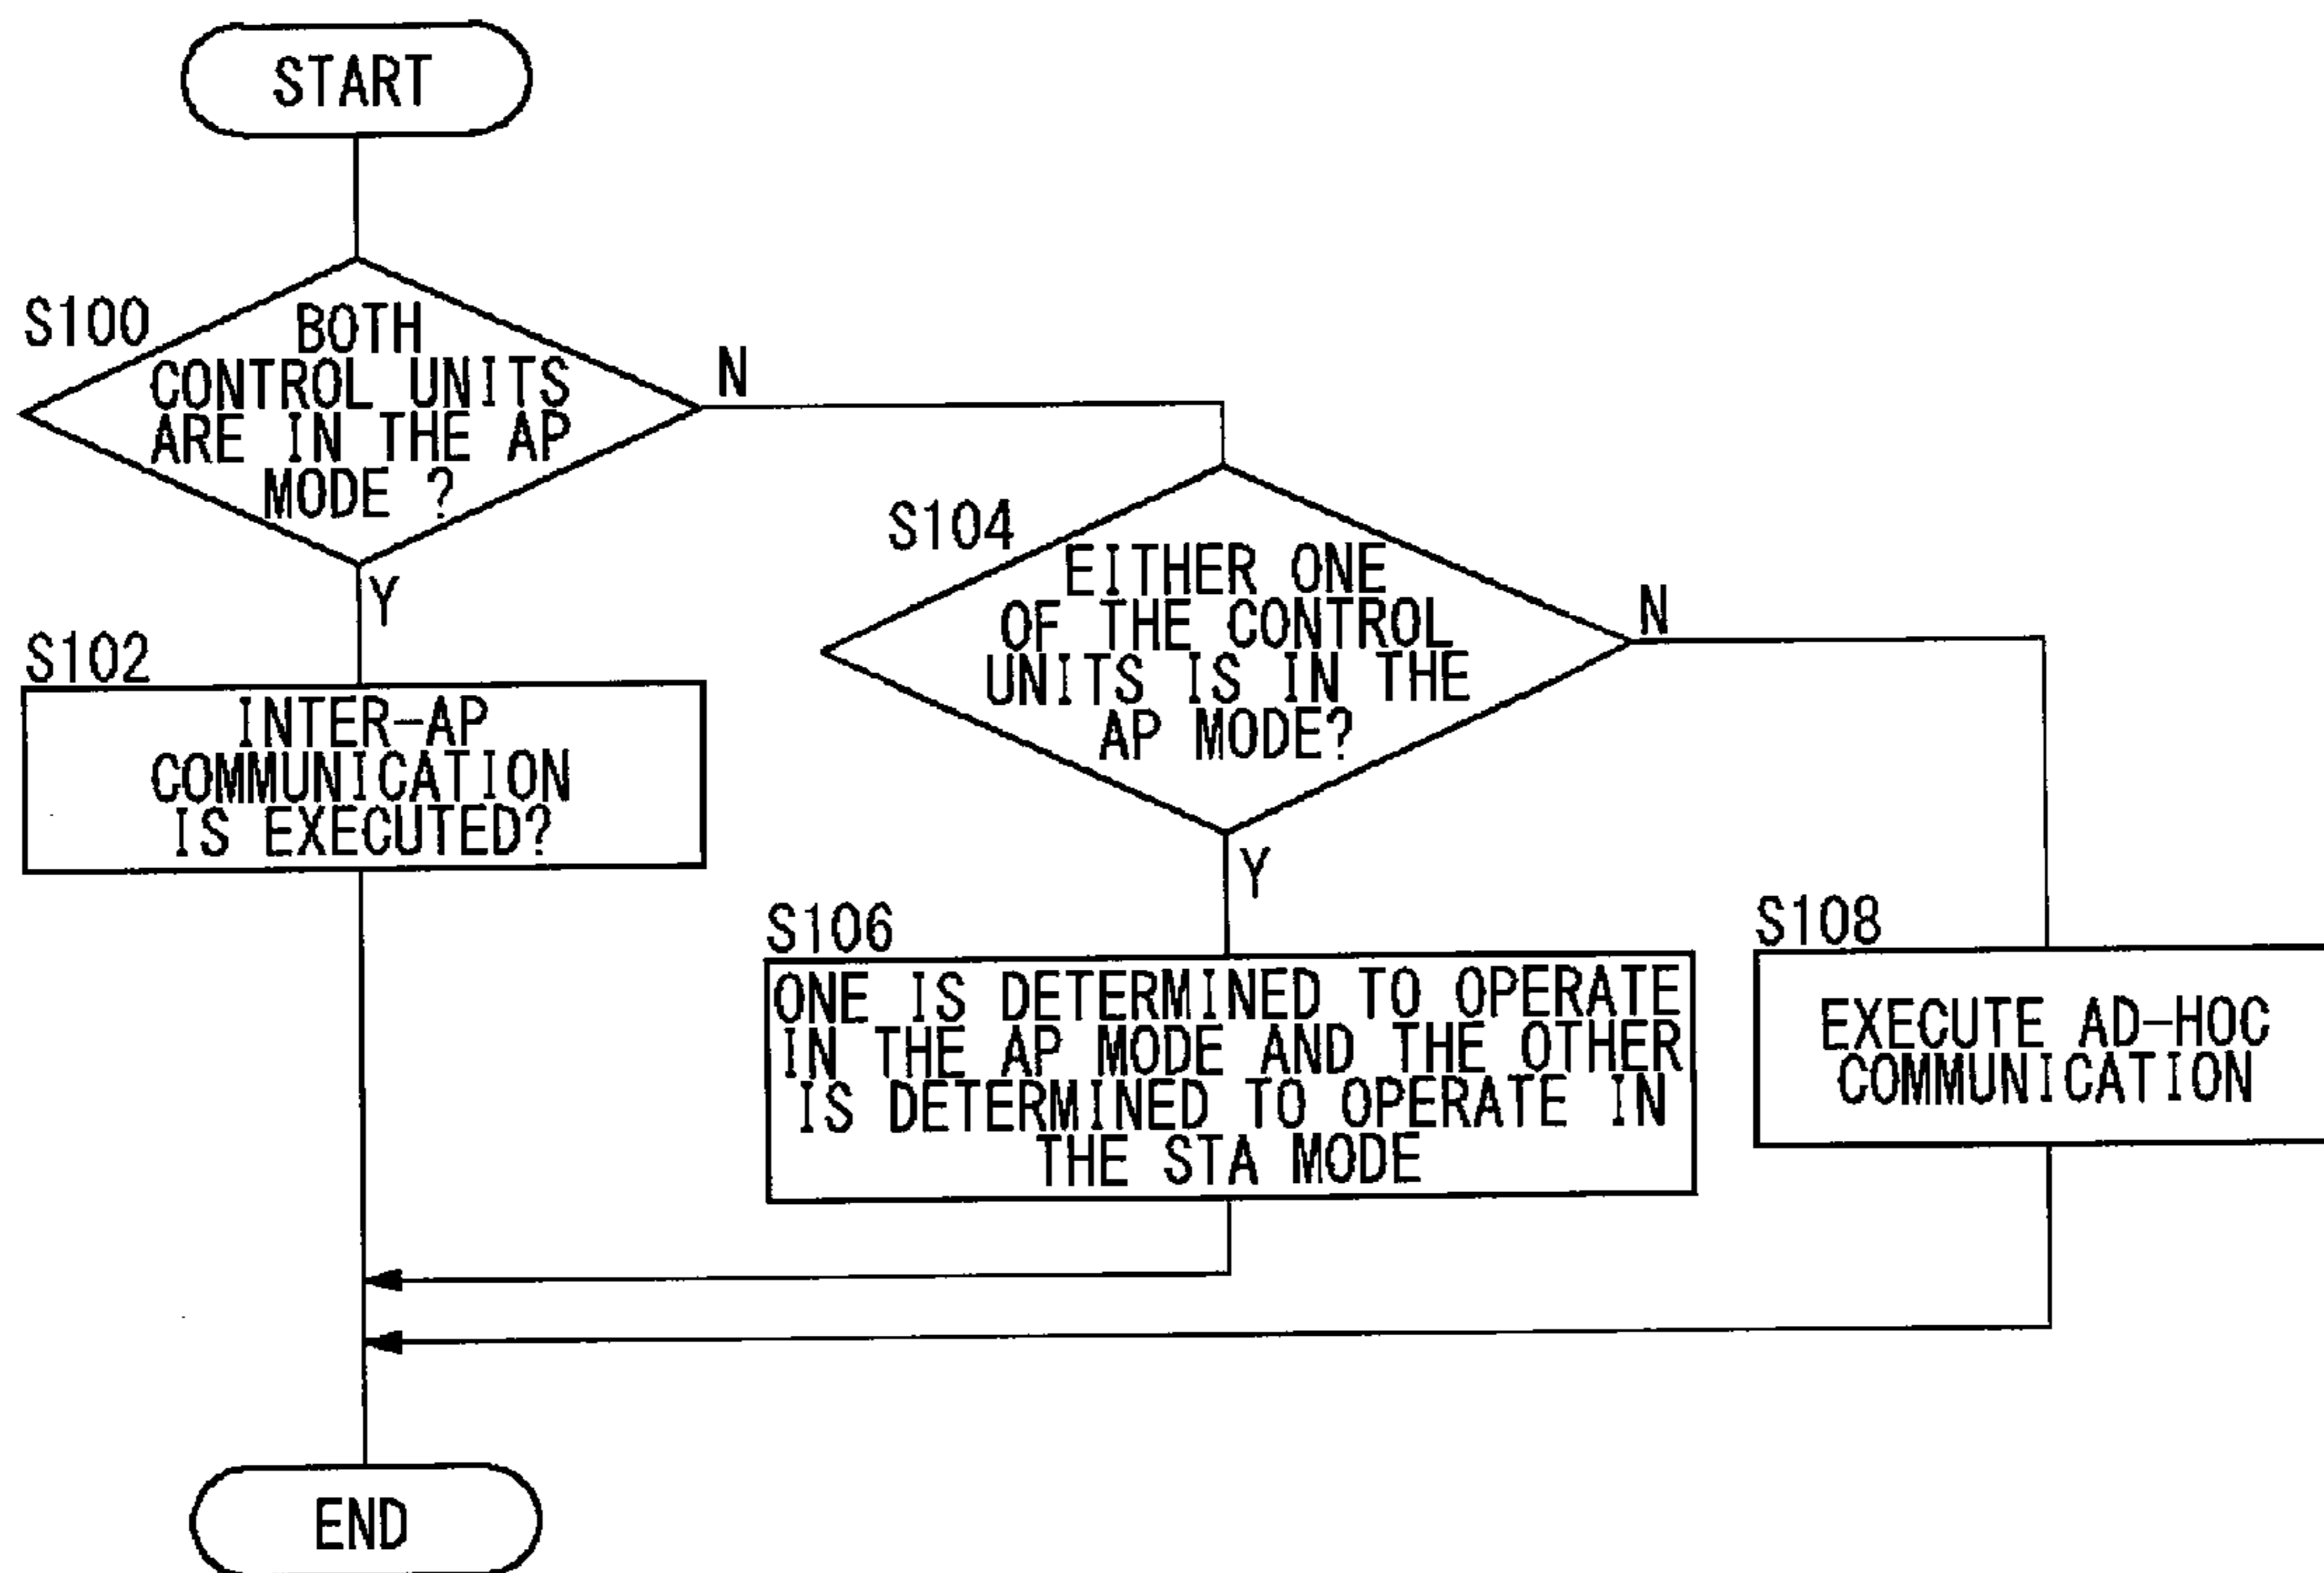 START
S100
BOTH
CONTROL UNITS
ARE IN THE AP
MODE ?
N
Y
S102
INTER-AP
COMMUNICATION
IS EXECUTED?
S104
EITHER ONE
OF THE CONTROL
UNITS IS IN THE
AP MODE?
N
Y
S106
ONE IS DETERMINED TO OPERATE
IN THE AP MODE AND THE OTHER
IS DETERMINED TO OPERATE IN
THE STA MODE
S108
EXECUTE AD-HOC
COMMUNICATION
END